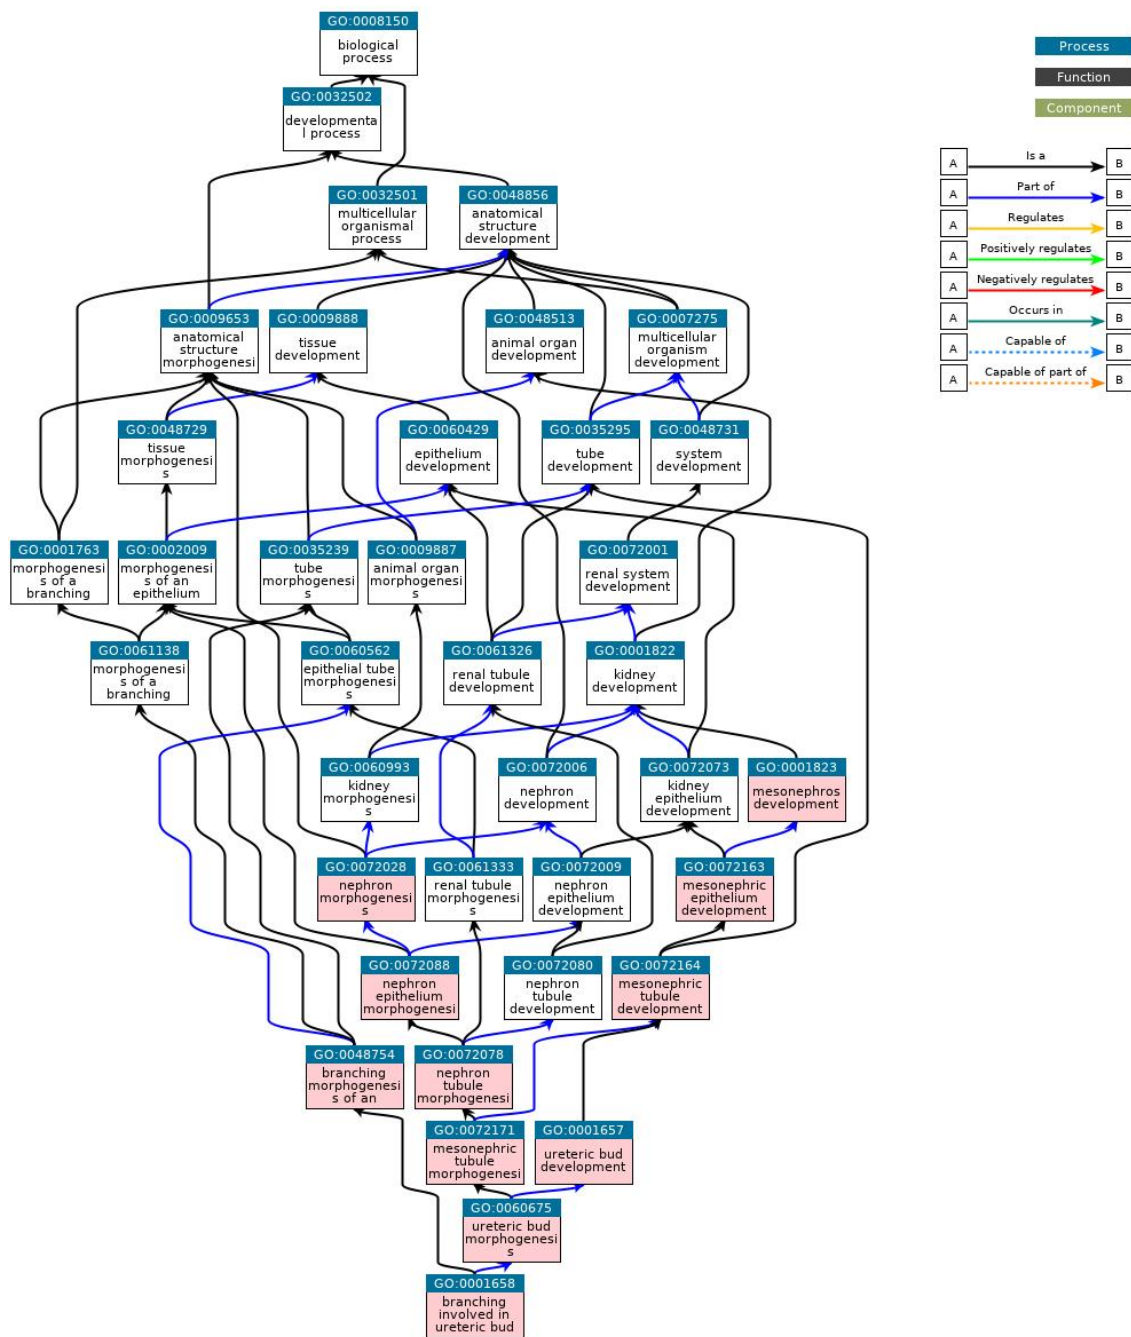 GO:0008150
biological
process
Process
Function
Component
GO:0032502
developmenta
l process
A
Is a
B
A
Part of
B
A
Regulates
B
A
Positively regulates
B
A
Negatively regulates
B
A
Occurs in
B
A
Capable of
B
A
Capable of part of
B
GO:0032501
multicellular
organismal
process
GO:0048856
anatomical
structure
development
GO:0009653
anatomical
structure
morphogenesi
GO:0009888
tissue
development
GO:0048513
animal organ
development
GO:0007275
multicellular
organism
development
GO:0048729
tissue
morphogenesi
s
GO:0060429
epithelium
development
GO:0035295
tube
development
GO:0048731
system
development
GO:0001763
morphogenesi
s of a
branching
GO:0002009
morphogenesi
s of an
epithelium
GO:0035239
tube
morphogenesi
s
GO:0009887
animal organ
morphogenesi
s
GO:0072001
renal system
development
GO:0061138
morphogenesi
s of a
branching
GO:0060562
epithelial tube
morphogenesi
s
GO:0061326
renal tubule
development
GO:0001822
kidney
development
GO:0060993
kidney
morphogenesi
s
GO:0072006
nephron
development
GO:0072073
kidney
epithelium
development
GO:0001823
mesonephros
development
GO:0072028
nephron
morphogenesi
s
GO:0061333
renal tubule
morphogenesi
s
GO:0072009
nephron
epithelium
development
GO:0072163
mesonephric
epithelium
development
GO:0072088
nephron
epithelium
morphogenesi
GO:0072080
nephron
tubule
development
GO:0072164
mesonephric
tubule
development
GO:0048754
branching
morphogenesi
s of an
GO:0072078
nephron
tubule
morphogenesi
GO:0072171
mesonephric
tubule
morphogenesi
GO:0001657
ureteric bud
development
GO:0060675
ureteric bud
morphogenesi
s
GO:0001658
branching
involved in
ureteric bud